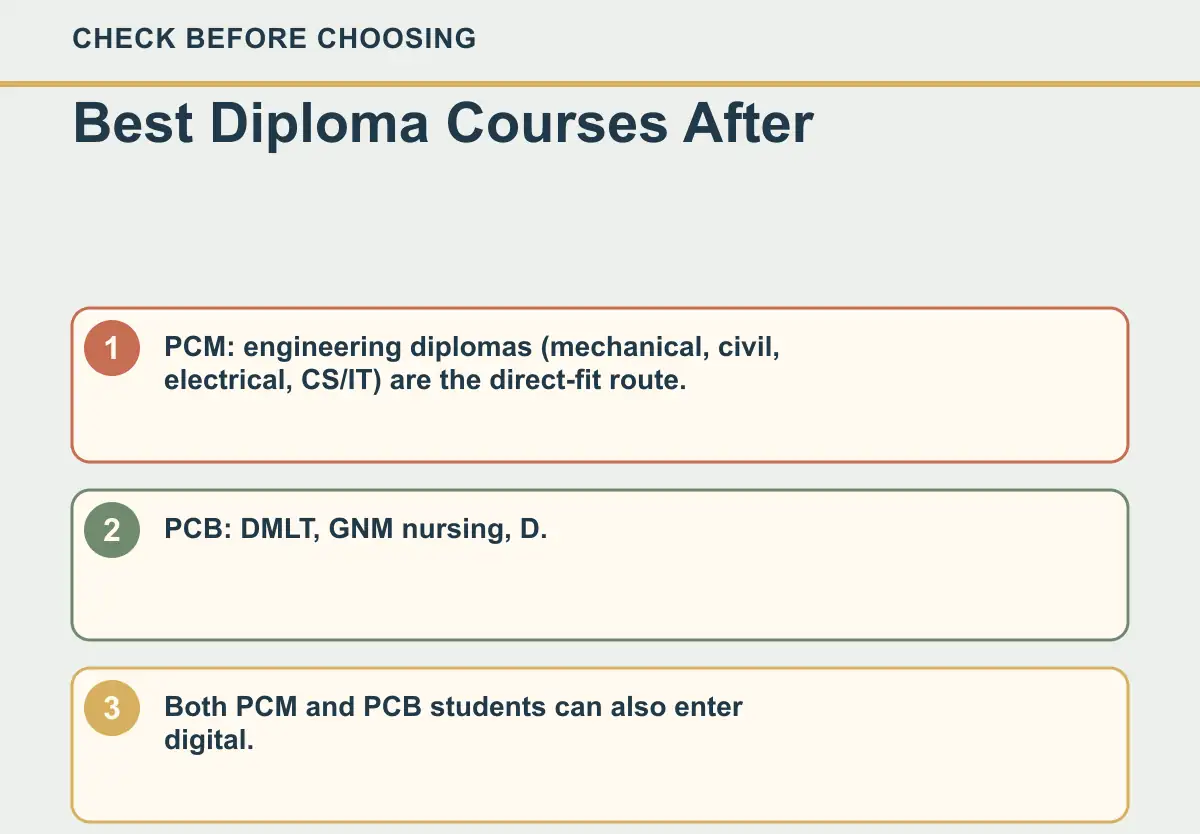 CHECK BEFORE CHOOSING
Best Diploma Courses After
1
PCM: engineering diplomas (mechanical, civil,
electrical, CS/IT) are the direct-fit route.
2
PCB: DMLT, GNM nursing, D.
3
Both PCM and PCB students can also enter
digital.